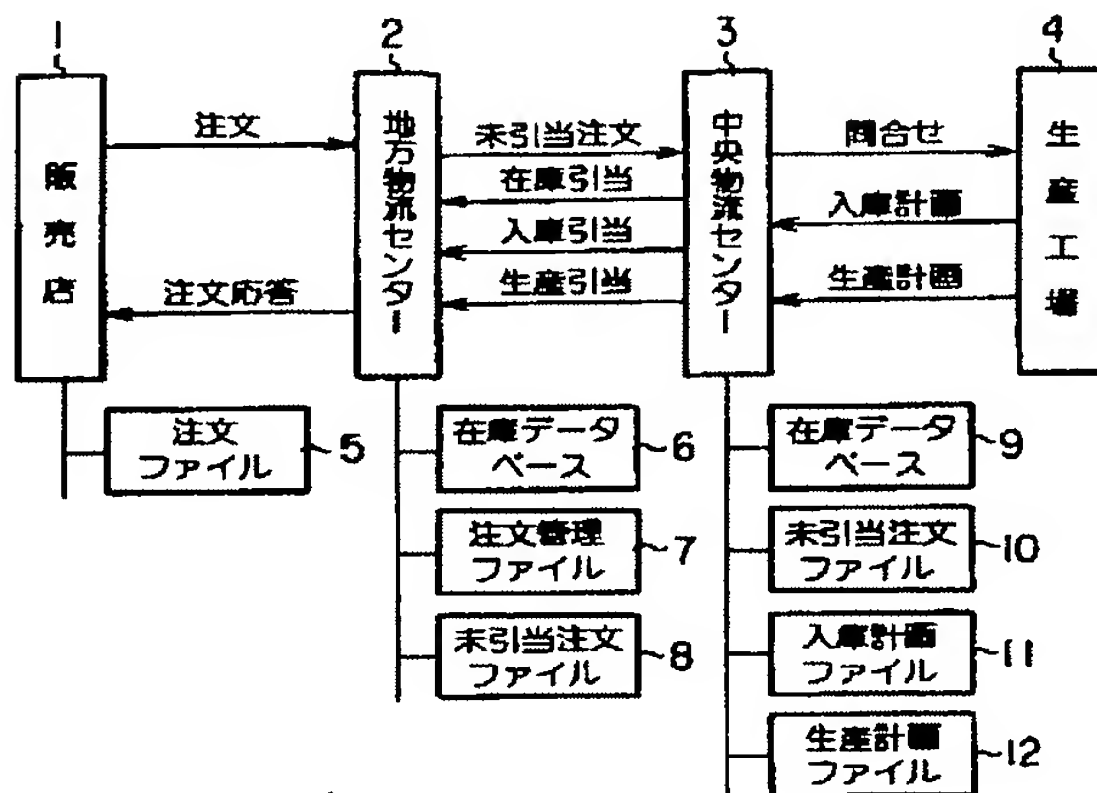 1
2
3
4
販売店
地方物流センター
中央物流センター
生産工場
注文
注文応答
未引当注文
在庫引当
入庫引当
生産引当
問合せ
入庫計画
生産計画
注文
ファイル
5
在庫データ
ベース
6
注文管理
ファイル
7
未引当注文
ファイル
8
在庫データ
ベース
9
未引当注文
ファイル
10
入庫計画
ファイル
11
生産計画
ファイル
12